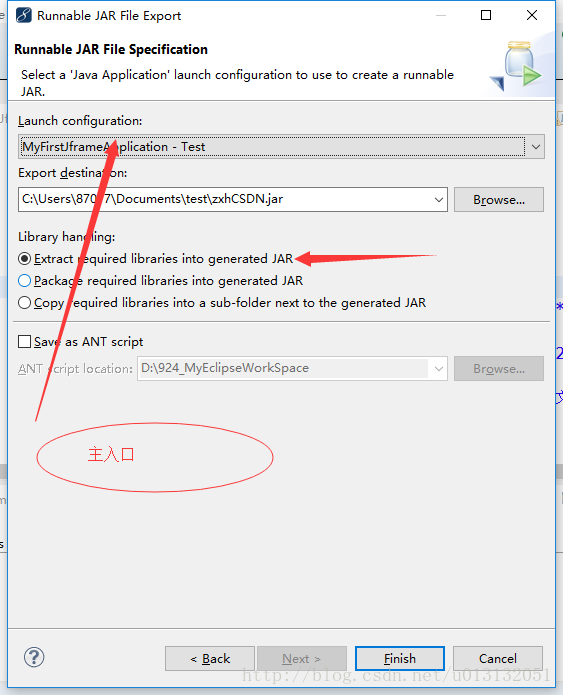 Runnable JAR File Export
Runnable JAR File Specification
Select a 'Java Application' launch configuration to use to create a runnable
JAR.
Launch configuration:
MyFirstJframeApplication - Test
Export destination:
C:\Users\870 7\Documents\test\zxhCSDN.jar
Browse...
Library handling:
Extract required libraries into generated JAR
Package required libraries into generated JAR
Copy required libraries into a sub-folder next to the generated JAR
Save as ANT script
ANT script location:
D:\924_MyEclipseWorkSpace
Browse...
主入口
< Back
Next >
Finish
Cancel
http://blog.csdn.net/u013132051